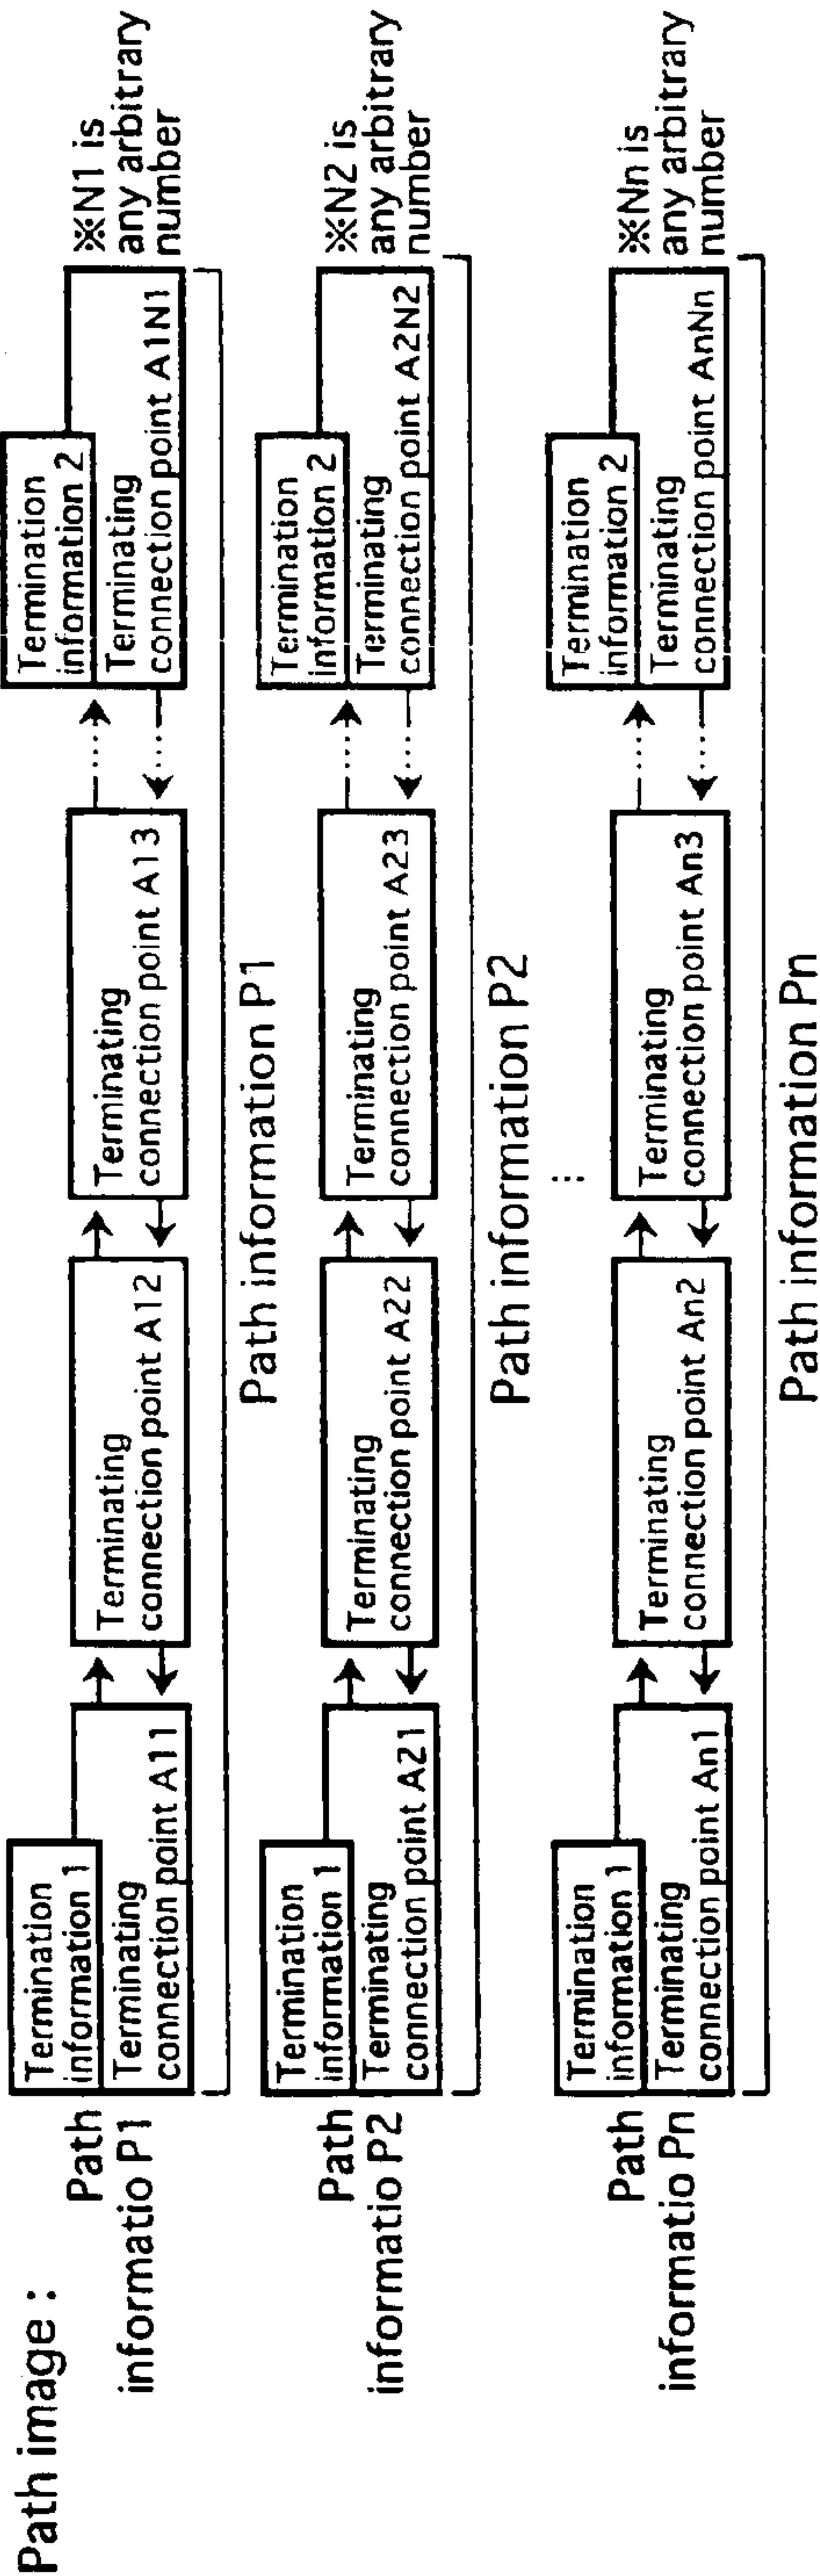 Path image :
Path
informatio P1
Termination
information 1
Terminating
connection point A11
Terminating
connection point A12
Terminating
connection point A13
Termination
information 2
Terminating
connection point A1N1
※N1 is
any arbitrary
number
Path information P1
Path
informatio P2
Termination
information 1
Terminating
connection point A21
Terminating
connection point A22
Terminating
connection point A23
Termination
information 2
Terminating
connection point A2N2
※N2 is
any arbitrary
number
Path information P2
Path
informatio Pn
Termination
information 1
Terminating
connection point An1
Terminating
connection point An2
Terminating
connection point An3
Termination
information 2
Terminating
connection point AnNn
※Nn is
any arbitrary
number
Path information Pn